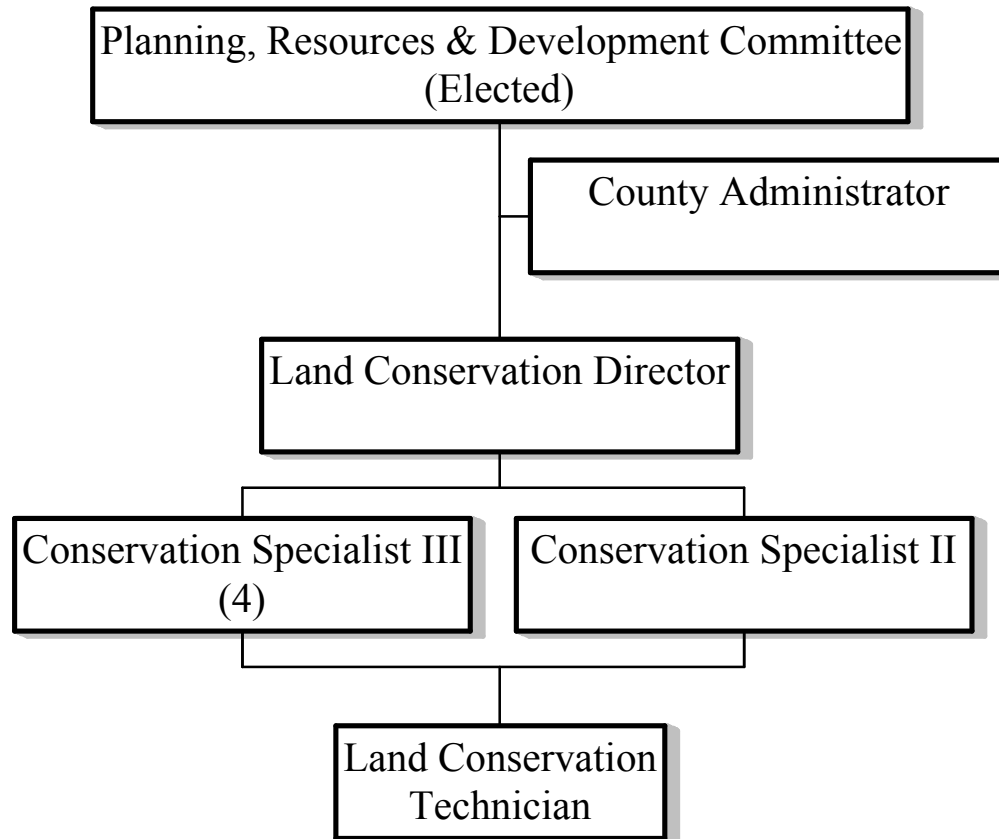 Planning, Resources & Development Committee
(Elected)
County Administrator
Land Conservation Director
Conservation Specialist III
(4)
Conservation Specialist II
Land Conservation
Technician